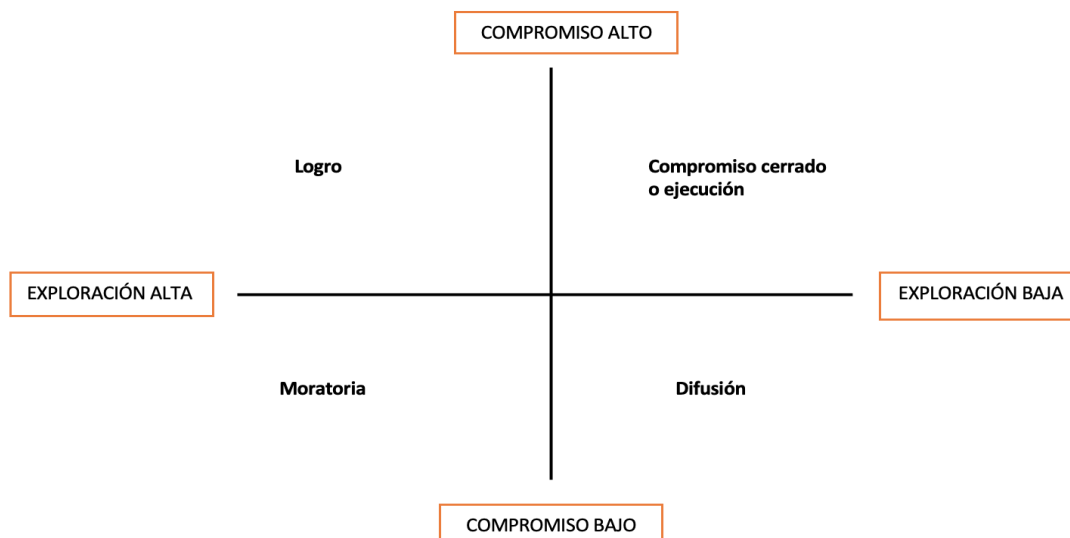 COMPROMISO ALTO
Logro
Compromiso cerrado
o ejecución
EXPLORACIÓN ALTA
EXPLORACIÓN BAJA
Moratoria
Difusión
COMPROMISO BAJO